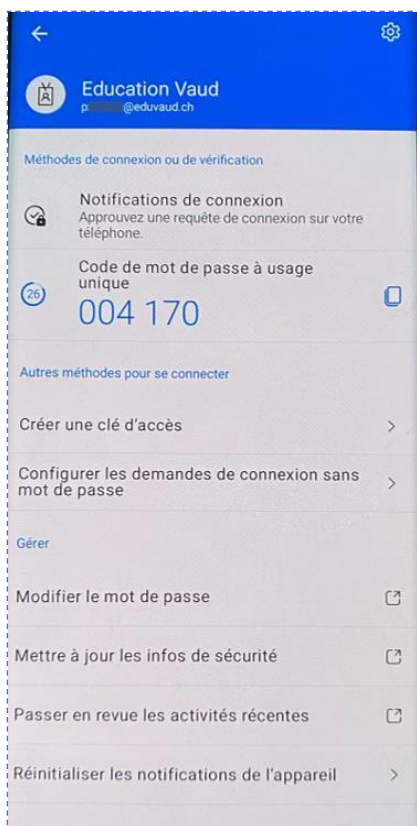 Education Vaud
p @eduvaud.ch
Méthodes de connexion ou de vérification
Notifications de connexion
Approuvez une requête de connexion sur votre
téléphone.
Code de mot de passe à usage
unique
26
004 170
Autres méthodes pour se connecter
Créer une clé d'accès
Configurer les demandes de connexion sans
mot de passe
Gérer
Modifier le mot de passe
Mettre à jour les infos de sécurité
Passer en revue les activités récentes
Réinitialiser les notifications de l'appareil